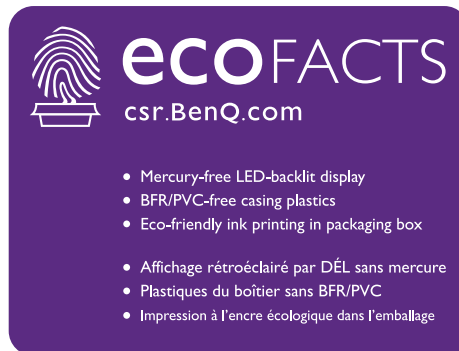 ecoFACTS
csr.BenQ.com
• Mercury-free LED-backlit display
• BFR/PVC-free casing plastics
• Eco-friendly ink printing in packaging box
• Affichage rétroéclairé par DÉL sans mercure
• Plastiques du boîtier sans BFR/PVC
• Impression à l'encre écologique dans l'emballage